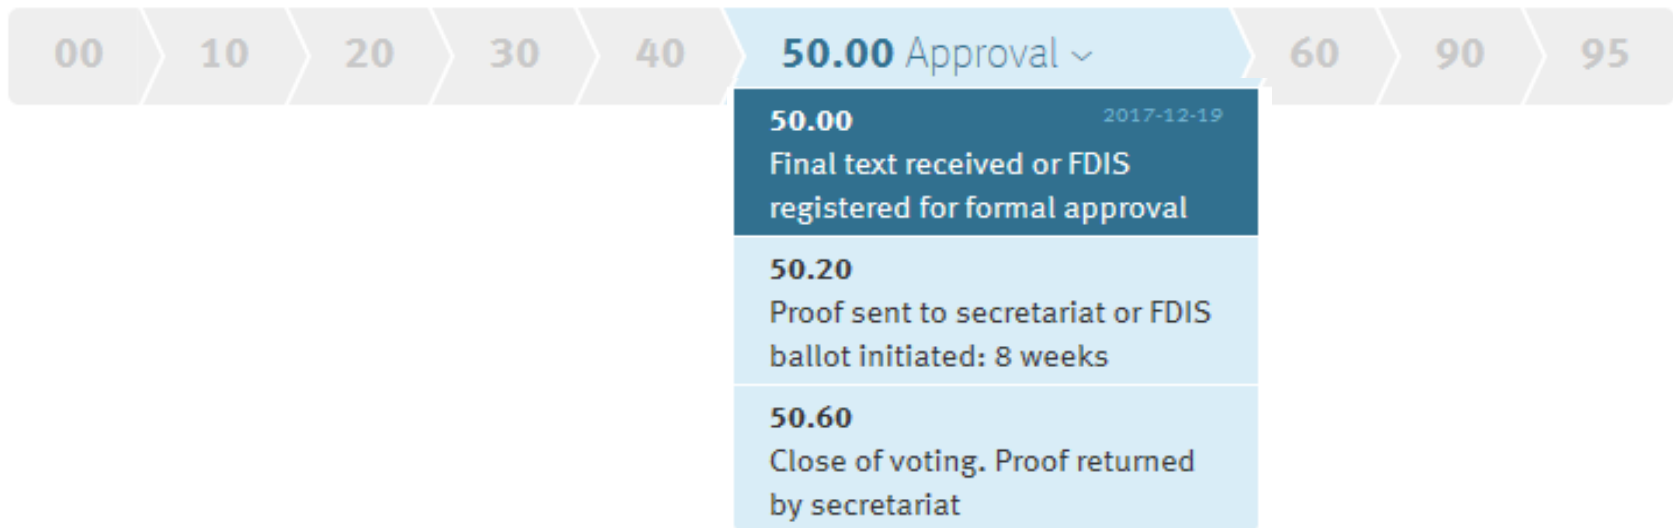 00 10 20 30 40 50.00 Approval 60 90 95
50.00 2017-12-19
Final text received or FDIS
registered for formal approval
50.20
Proof sent to secretariat or FDIS
ballot initiated: 8 weeks
50.60
Close of voting. Proof returned
by secretariat